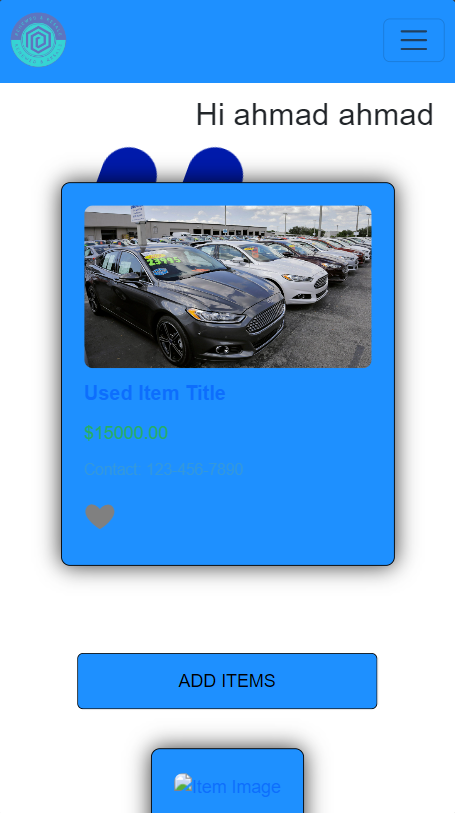 Hi ahmad ahmad
Used Item Title
$15000.00
Contact: 123-456-7890
ADD ITEMS
Item Image